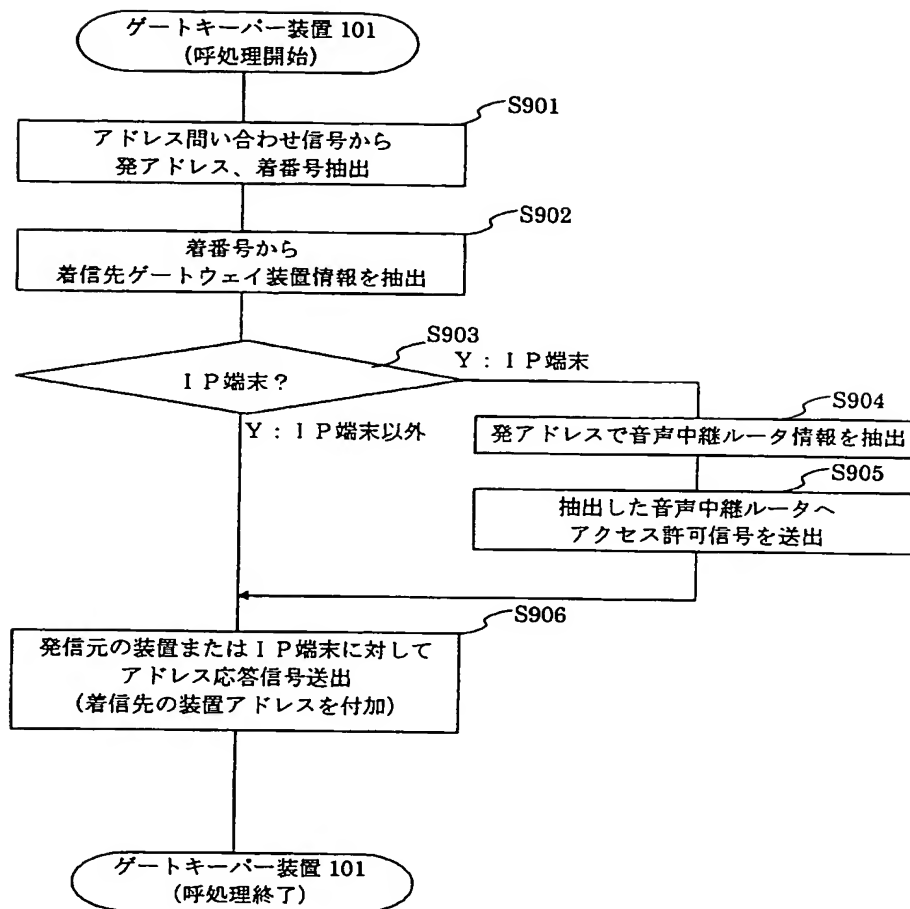 ゲートキーパー装置 101
(呼処理開始)
S901
アドレス問い合わせ信号から
発アドレス、着番号抽出
S902
着番号から
着信先ゲートウェイ装置情報を抽出
S903
ＩＰ端末？
Y：ＩＰ端末
Y：ＩＰ端末以外
S904
発アドレスで音声中継ルータ情報を抽出
S905
抽出した音声中継ルータへ
アクセス許可信号を送出
S906
発信元の装置またはＩＰ端末に対して
アドレス応答信号送出
(着信先の装置アドレスを付加)
ゲートキーパー装置 101
(呼処理終了)